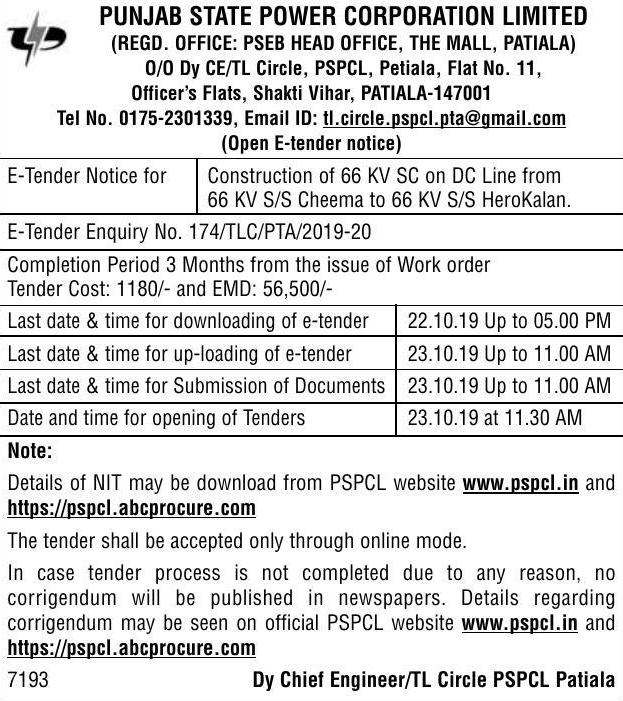 PUNJAB STATE POWER CORPORATION LIMITED
(REGD. OFFICE: PSEB HEAD OFFICE, THE MALL, PATIALA)
O/O Dy CE/TL Circle, PSPCL, Petiala, Flat No. 11,
Officer's Flats, Shakti Vihar, PATIALA-147001
Tel No. 0175-2301339, Email ID: tl.circle.pspcl.pta@gmail.com
(Open E-tender notice)
E-Tender Notice for
Construction of 66 KV SC on DC Line from
66 KV S/S Cheema to 66 KV S/S HeroKalan.
E-Tender Enquiry No. 174/TLC/PTA/2019-20
Completion Period 3 Months from the issue of Work order
Tender Cost: 1180/- and EMD: 56,500/-
Last date & time for downloading of e-tender 22.10.19 Up to 05.00 PM
Last date & time for up-loading of e-tender 23.10.19 Up to 11.00 AM
Last date & time for Submission of Documents 23.10.19 Up to 11.00 AM
Date and time for opening of Tenders 23.10.19 at 11.30 AM
Note:
Details of NIT may be download from PSPCL website www.pspcl.in and
https://pspcl.abcprocure.com
The tender shall be accepted only through online mode.
In case tender process is not completed due to any reason, no
corrigendum will be published in newspapers. Details regarding
corrigendum may be seen on official PSPCL website www.pspcl.in and
https://pspcl.abcprocure.com
7193 Dy Chief Engineer/TL Circle PSPCL Patiala